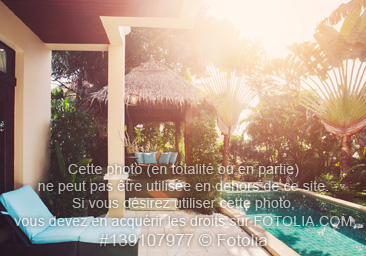 Cette photo (en totalité ou en partie)
ne peut pas être utilisée en dehors de ce site.
Si vous désirez utiliser cette photo,
vous devez en acquérir les droits sur FOTOLIA.COM
#139107977 © Fotolia